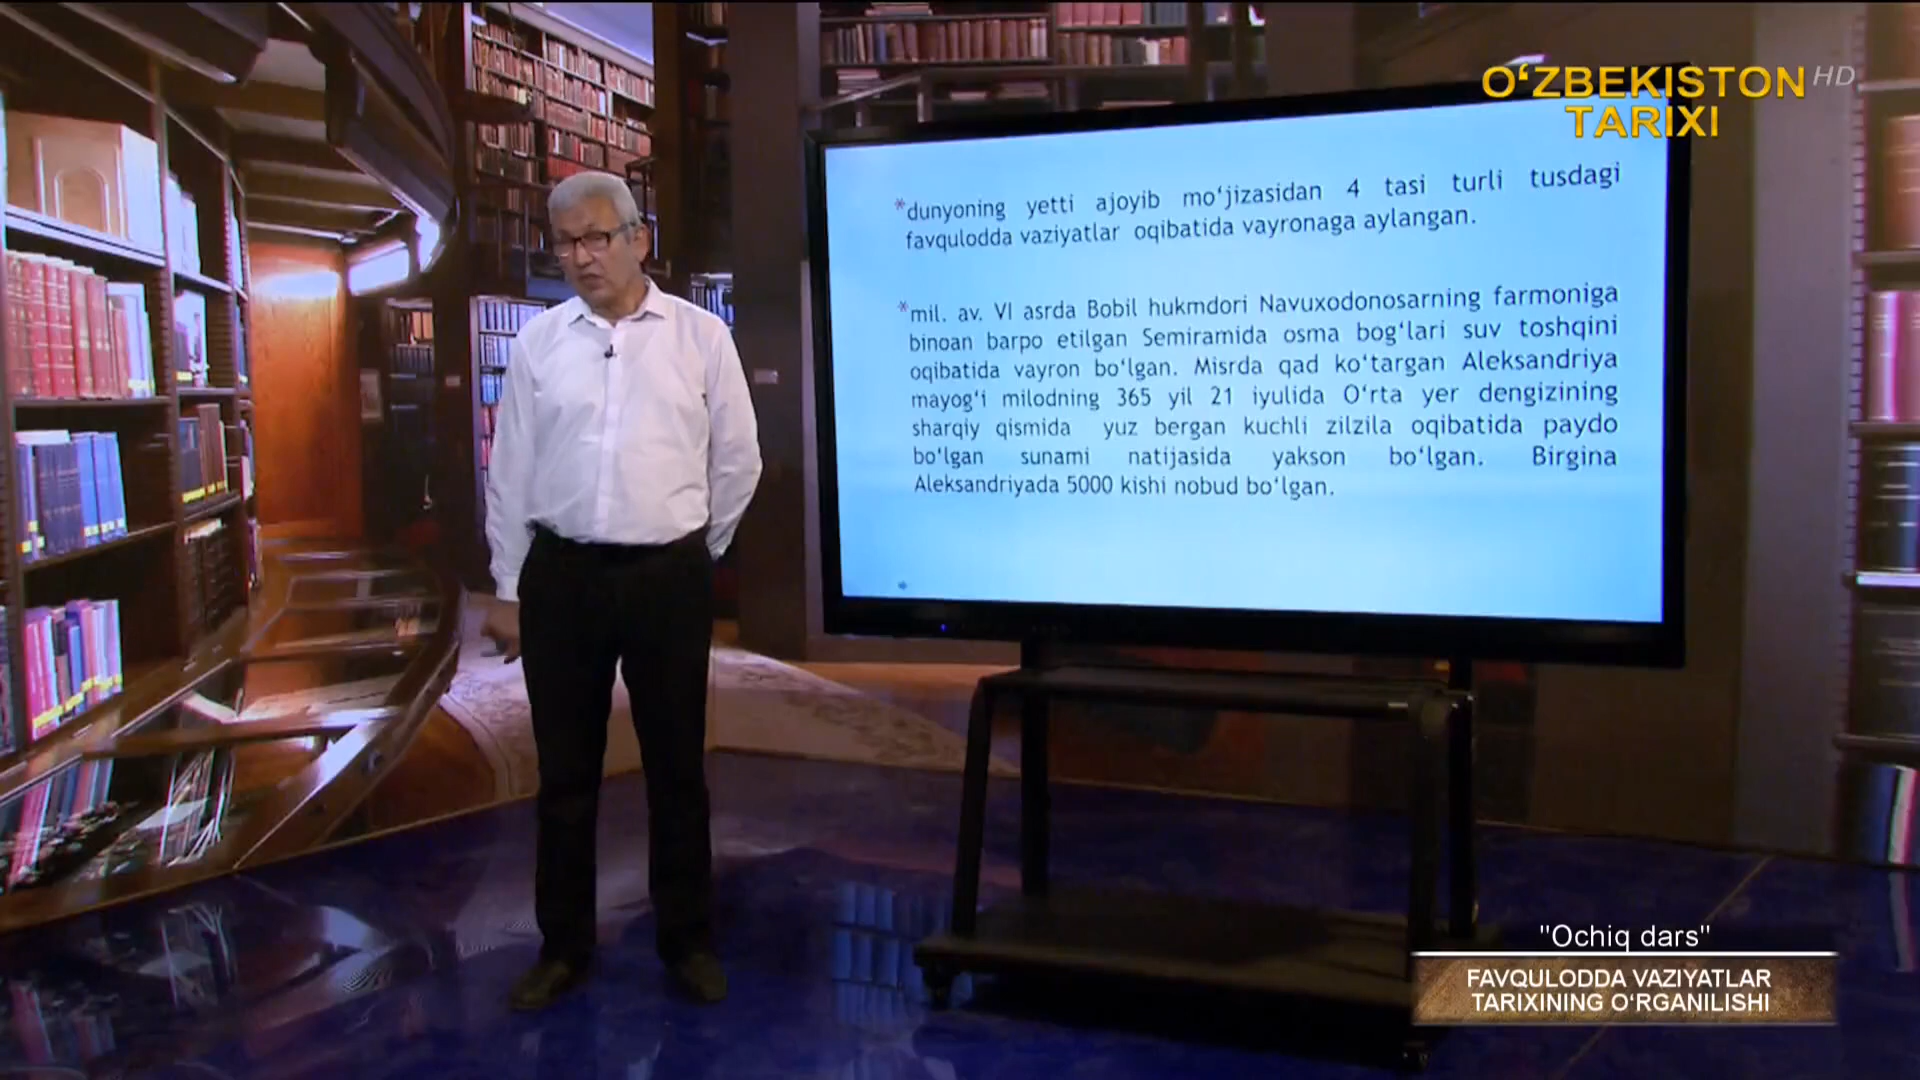 O‘ZBEKISTON HD
TARIXI
*dunyoning yetti ajoyib mo‘jizasidan 4 tasi turli tusdagi
favqulodda vaziyatlar oqibatida vayronaga aylangan.
*mil. av. VI asrda Bobil hukmdori Navuxodonosarning farmoniga
binoan barpo etilgan Semiramida osma bog‘lari suv toshqini
oqibatida vayron bo‘lgan. Misrda qad ko‘targan Aleksandriya
mayog‘i milodning 365 yil 21 iyulida O‘rta yer dengizining
sharqiy qismida yuz bergan kuchli zilzila oqibatida paydo
bo‘lgan sunami natijasida yakson bo‘lgan. Birgina
Aleksandriyada 5000 kishi nobud bo‘lgan.
"Ochiq dars"
FAVQULODDA VAZIYATLAR
TARIXINING O‘RGANILISHI